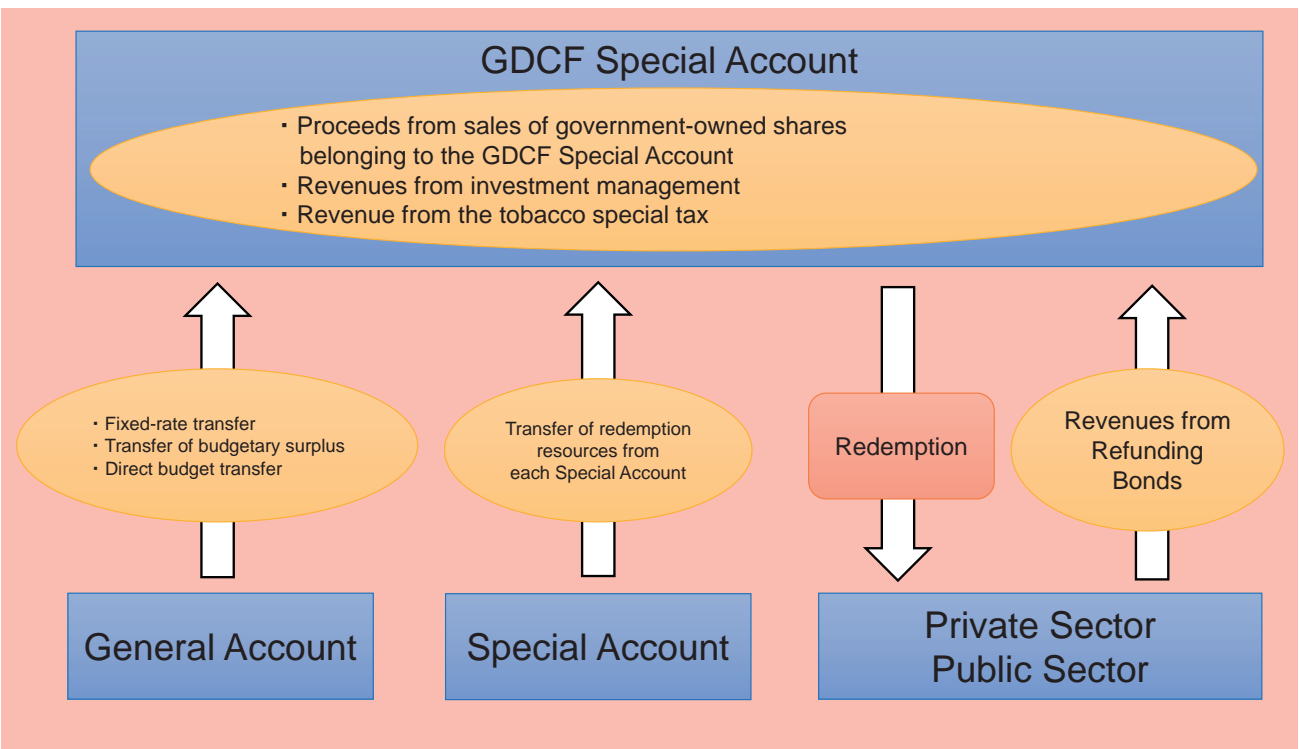 GDCF Special Account
・Proceeds from sales of government-owned shares
belonging to the GDCF Special Account
・Revenues from investment management
・Revenue from the tobacco special tax
・Fixed-rate transfer
・Transfer of budgetary surplus
・Direct budget transfer
Transfer of redemption
resources from
each Special Account
Redemption
Revenues from
Refunding
Bonds
General Account
Special Account
Private Sector
Public Sector